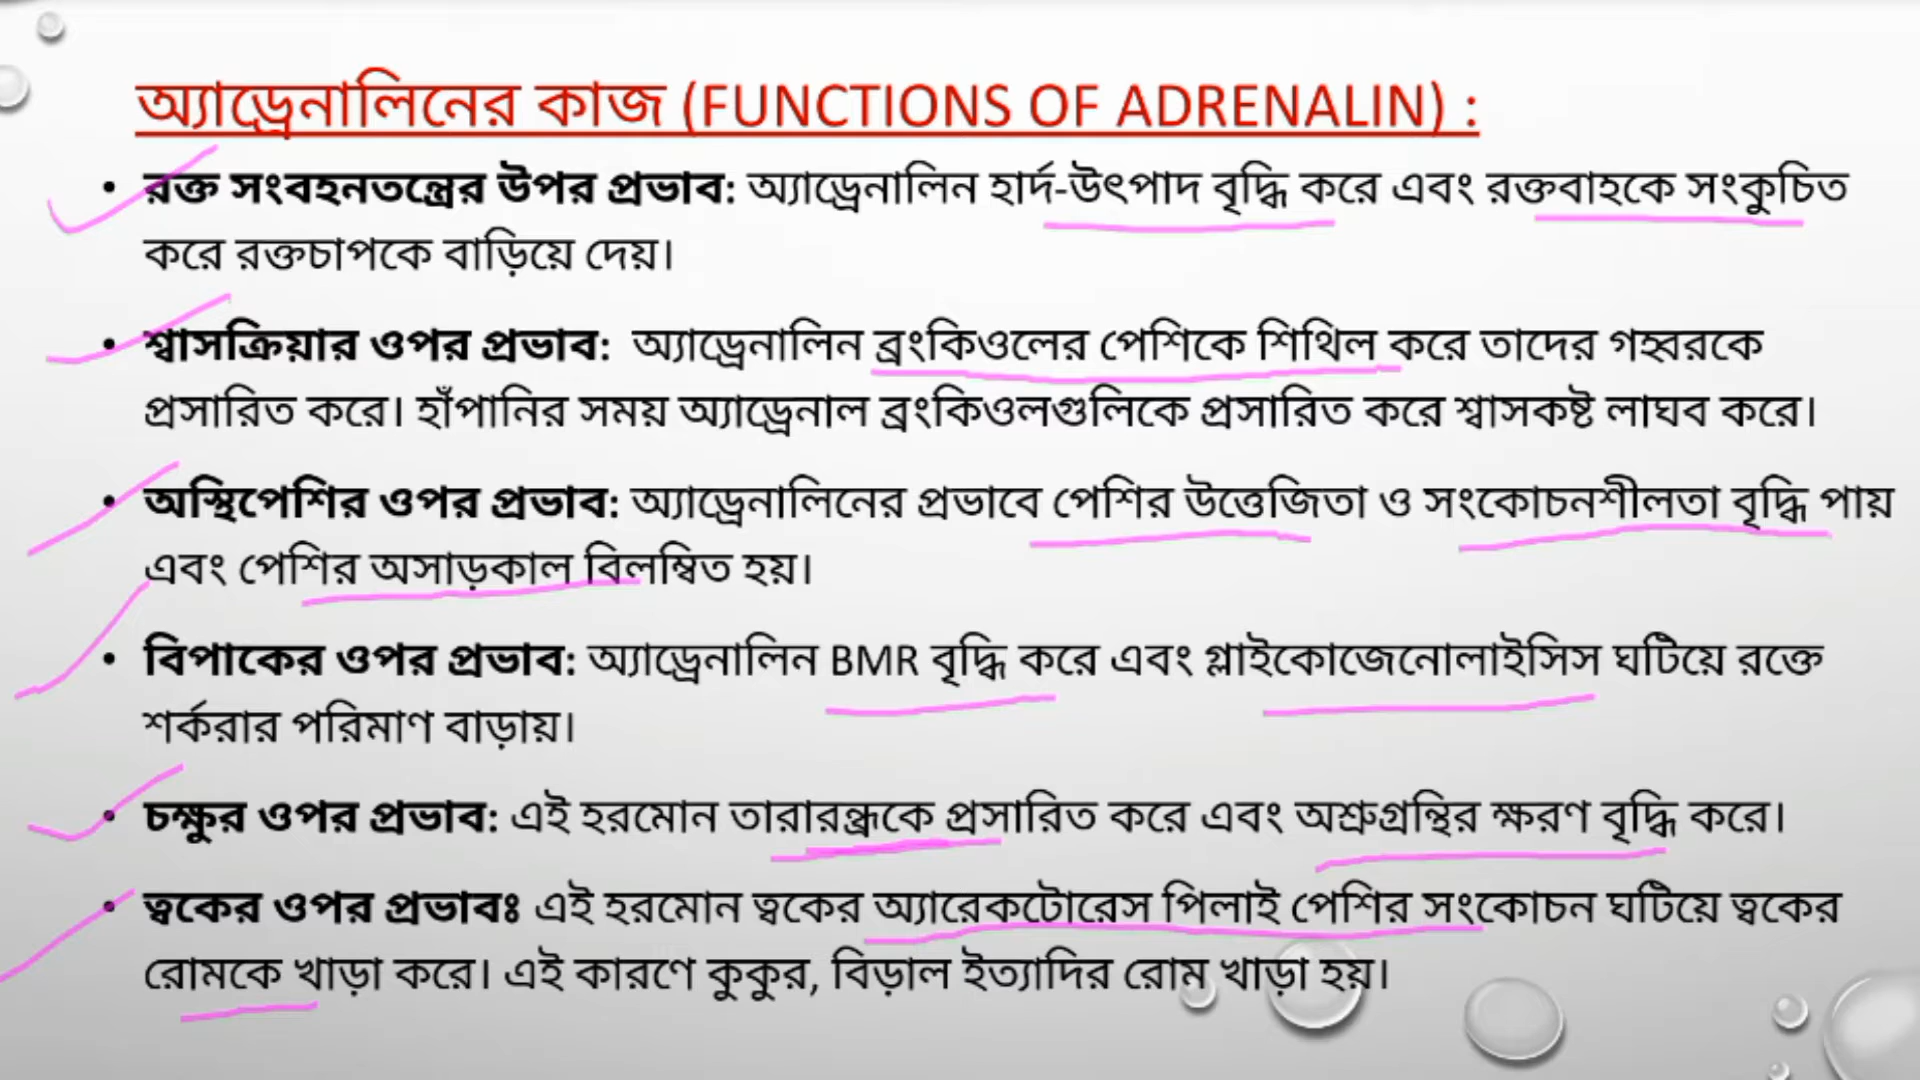 অ্যাড্রেনালিনের কাজ (FUNCTIONS OF ADRENALIN) :
• রক্ত সংবহনতন্ত্রের উপর প্রভাব: অ্যাড্রেনালিন হার্দ-উৎপাদ বৃদ্ধি করে এবং রক্তবাহকে সংকুচিত
করে রক্তচাপকে বাড়িয়ে দেয়।
• শ্বাসক্রিয়ার ওপর প্রভাব: অ্যাড্রেনালিন ব্রংকিওলের পেশিকে শিথিল করে তাদের গহ্বরকে
প্রসারিত করে। হাঁপানির সময় অ্যাড্রেনাল ব্রংকিওলগুলিকে প্রসারিত করে শ্বাসকষ্ট লাঘব করে।
• অস্থিপেশির ওপর প্রভাব: অ্যাড্রেনালিনের প্রভাবে পেশির উত্তেজিতা ও সংকোচনশীলতা বৃদ্ধি পায়
এবং পেশির অসাড়কাল বিলম্বিত হয়।
• বিপাকের ওপর প্রভাব: অ্যাড্রেনালিন BMR বৃদ্ধি করে এবং গ্লাইকোজেনোলাইসিস ঘটিয়ে রক্তে
শর্করার পরিমাণ বাড়ায়।
• চক্ষুর ওপর প্রভাব: এই হরমোন তারারন্ধ্রকে প্রসারিত করে এবং অশ্রুগ্রন্থির ক্ষরণ বৃদ্ধি করে।
• ত্বকের ওপর প্রভাবঃ এই হরমোন ত্বকের অ্যারেকটোরেস পিলাই পেশির সংকোচন ঘটিয়ে ত্বকের
রোমকে খাড়া করে। এই কারণে কুকুর, বিড়াল ইত্যাদির রোম খাড়া হয়।